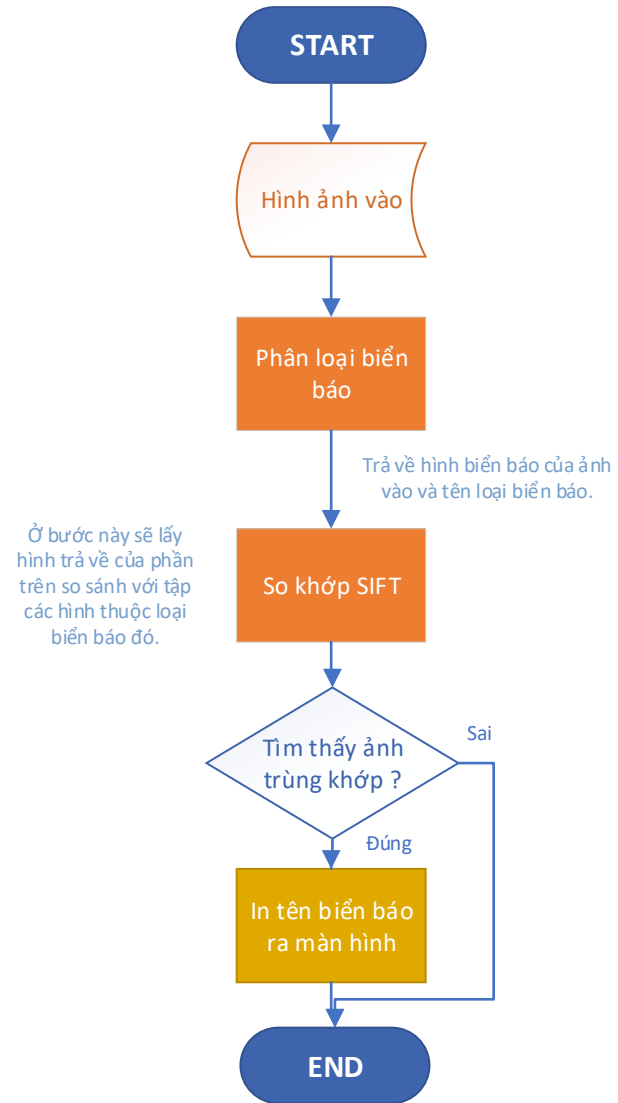 START
Hình ảnh vào
Phân loại biển
báo
Trả về hình biển báo của ảnh
vào và tên loại biển báo.
Ở bước này sẽ lấy
hình trả về của phần
trên so sánh với tập
các hình thuộc loại
biển báo đó.
So khớp SIFT
Tìm thấy ảnh
trùng khớp ?
Sai
Đúng
In tên biển báo
ra màn hình
END